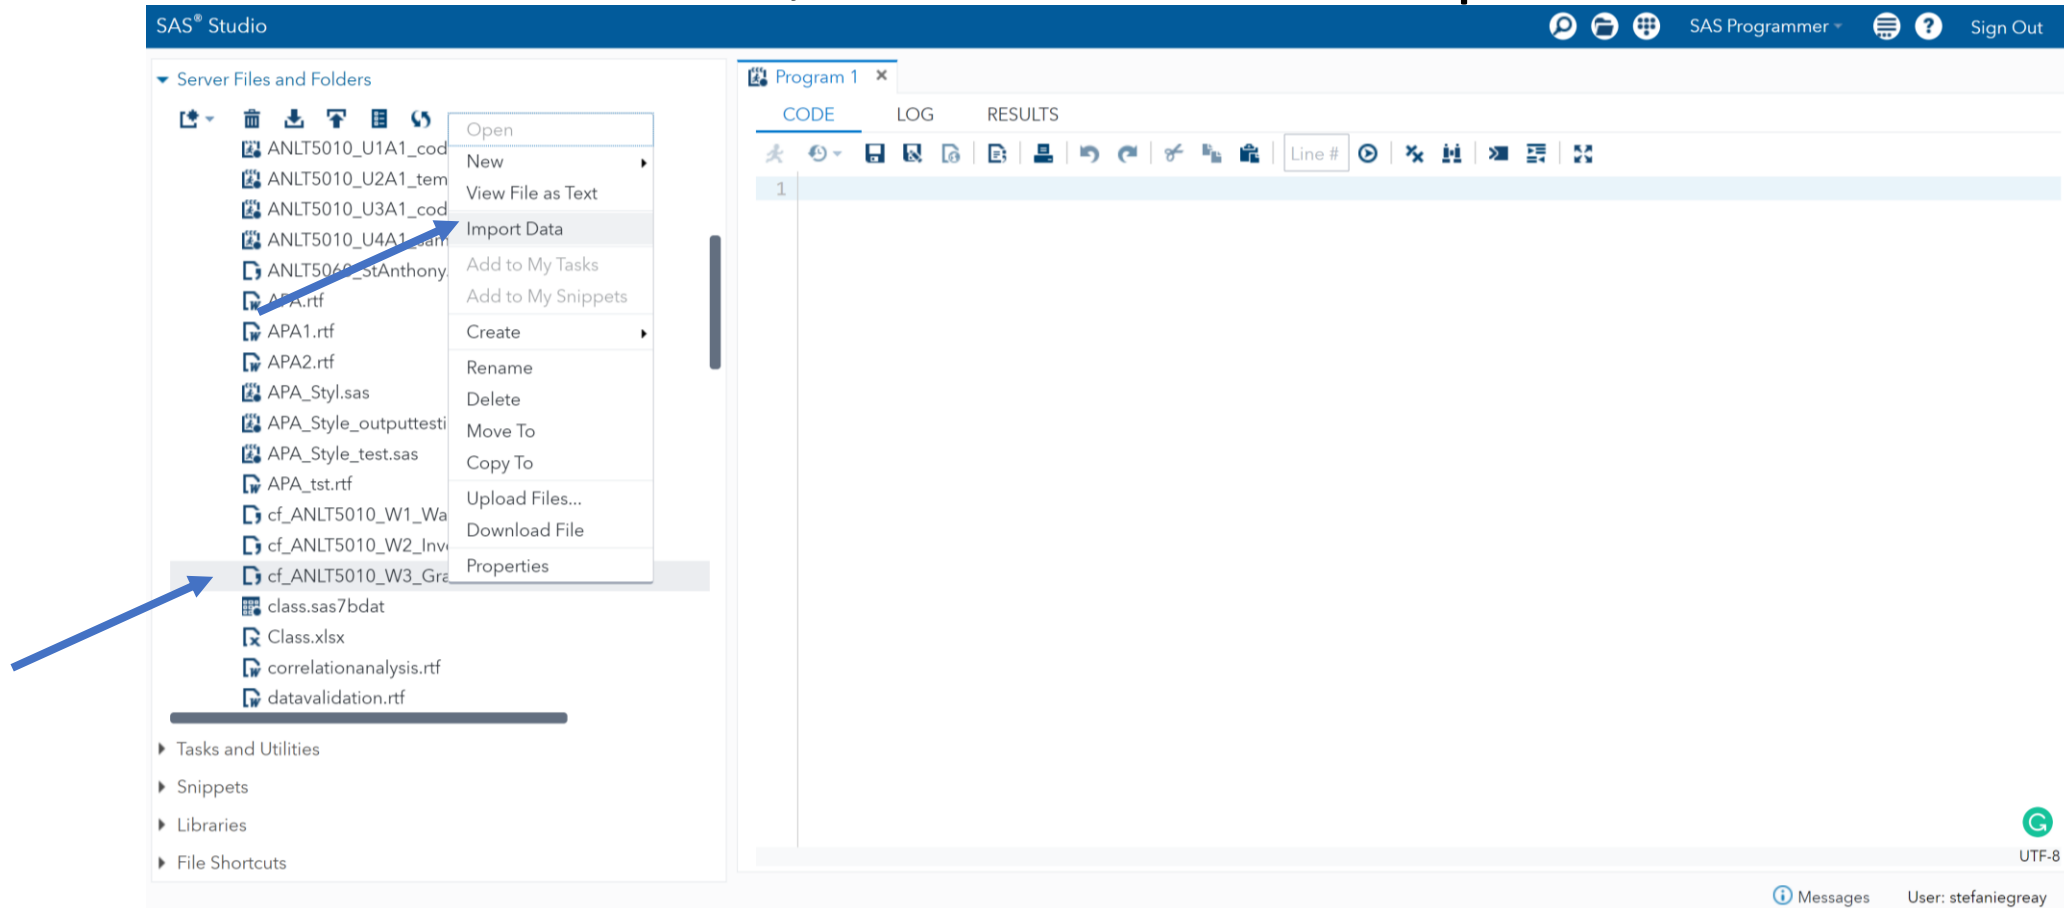 SAS® Studio
SAS Programmer
Sign Out
Server Files and Folders
ANLT5010_U1A1_cod
ANLT5010_U2A1_tem
ANLT5010_U3A1_cod
ANLT5010_U4A1_sam
ANLT5060_StAnthony.
APA.rtf
APA1.rtf
APA2.rtf
APA_Styl.sas
APA_Style_outputtesti
APA_Style_test.sas
APA_tst.rtf
cf_ANLT5010_W1_Wa
cf_ANLT5010_W2_Inv
cf_ANLT5010_W3_Gra
class.sas7bdat
Class.xlsx
correlationanalysis.rtf
datavalidation.rtf
Open
New
View File as Text
Import Data
Add to My Tasks
Add to My Snippets
Create
Rename
Delete
Move To
Copy To
Upload Files...
Download File
Properties
Tasks and Utilities
Snippets
Libraries
File Shortcuts
Program 1
CODE LOG RESULTS
Line #
1
UTF-8
Messages User: stefaniegreay